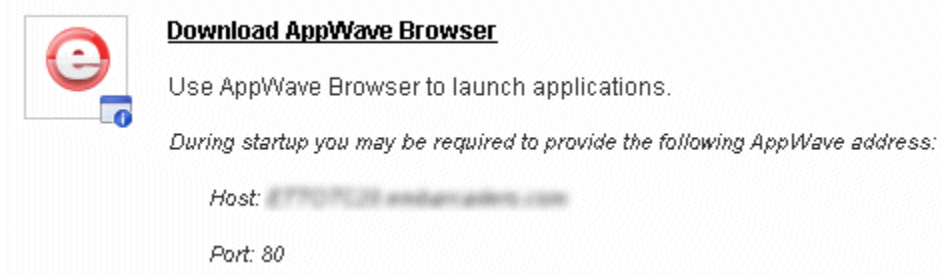 Download AppWave Browser
Use AppWave Browser to launch applications.
During startup you may be required to provide the following AppWave address:
Host:
Port: 80